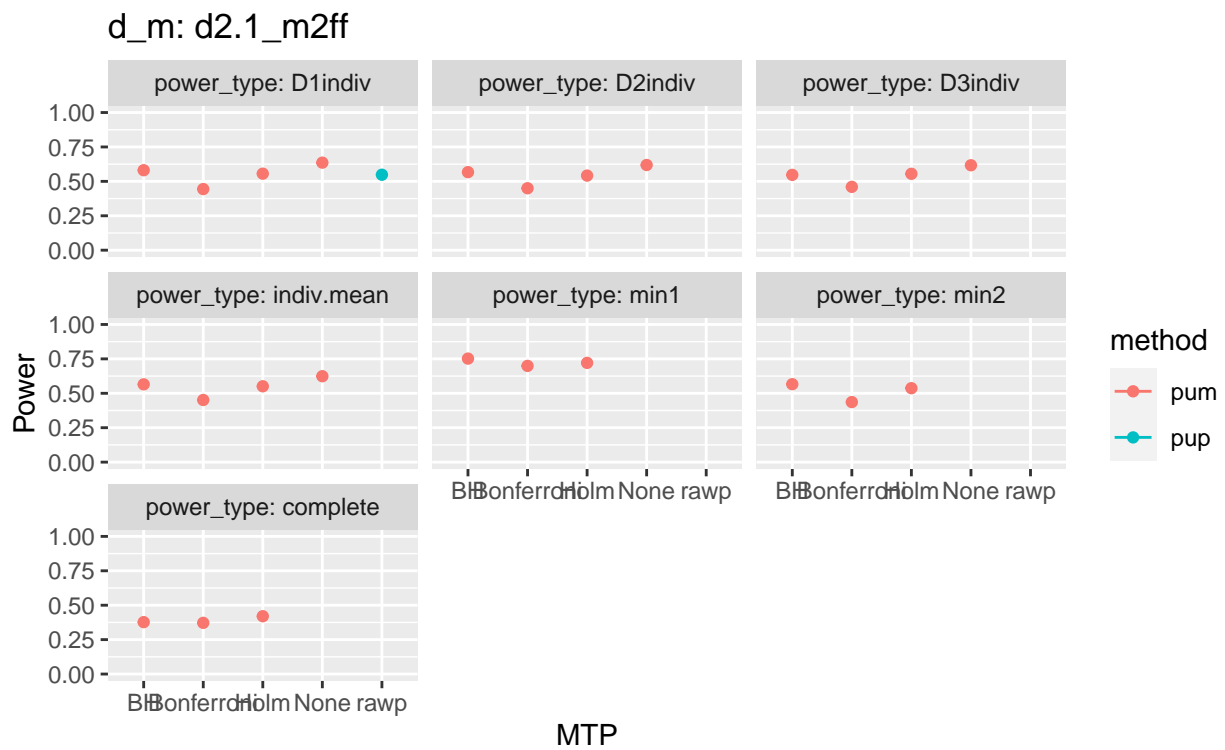 d_m: d2.1_m2ff
power_type: D1indiv power_type: D2indiv power_type: D3indiv
1.00
0.75
0.50
0.25
0.00
power_type: indiv.mean power_type: min1 power_type: min2
1.00
0.75
0.50
0.25
0.00
Power
method
pum
pup
BH Bonferroni Holm None rawp BH Bonferroni Holm None rawp
power_type: complete
1.00
0.75
0.50
0.25
0.00
BH Bonferroni Holm None rawp
MTP